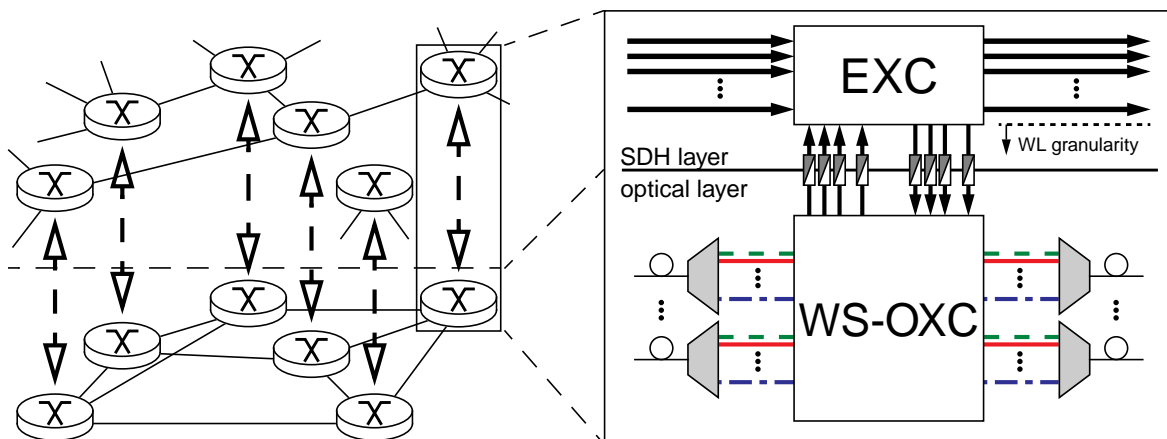 EXC
WL granularity
SDH layer
optical layer
WS-OXC